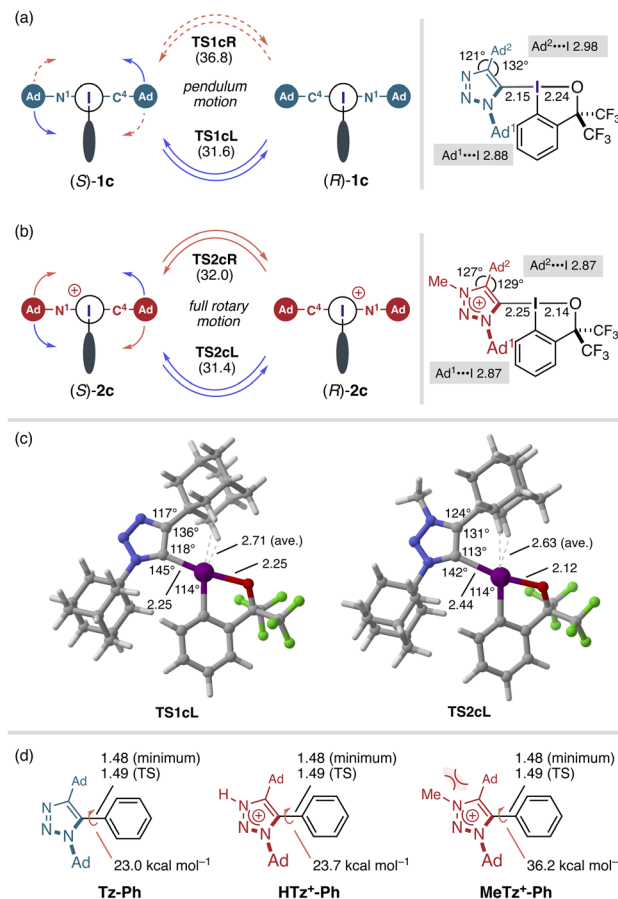 (a)
TS1cR
(36.8)
pendulum
motion
TS1cL
(31.6)
Ad N¹ I C⁴ Ad
Ad C⁴ I N¹ Ad
(S)-1c
(R)-1c
121°
Ad²
132°
Ad²•••I 2.98
N
N
N
I
O
2.15
2.24
Ad¹
CF₃
CF₃
Ad¹•••I 2.88
(b)
TS2cR
(32.0)
full rotary
motion
TS2cL
(31.4)
Ad N¹ ⊕ I C⁴ Ad
Ad C⁴ I ⊕ N¹ Ad
(S)-2c
(R)-2c
127°
Ad²
129°
Ad²•••I 2.87
Me
N
N
N
⊕
I
O
2.25
2.14
Ad¹
CF₃
CF₃
Ad¹•••I 2.87
(c)
117°
136°
118°
145°
114°
2.71 (ave.)
2.25
2.25
TS1cL
124°
131°
113°
142°
114°
2.63 (ave.)
2.12
2.44
TS2cL
(d)
1.48 (minimum)
1.49 (TS)
Ad
N
N
N
Ad
23.0 kcal mol⁻¹
Tz-Ph
1.48 (minimum)
1.49 (TS)
H
Ad
N
N
N
⊕
Ad
23.7 kcal mol⁻¹
HTz⁺-Ph
1.48 (minimum)
1.49 (TS)
Me
Ad
N
N
N
⊕
Ad
36.2 kcal mol⁻
MeTz⁺-Ph